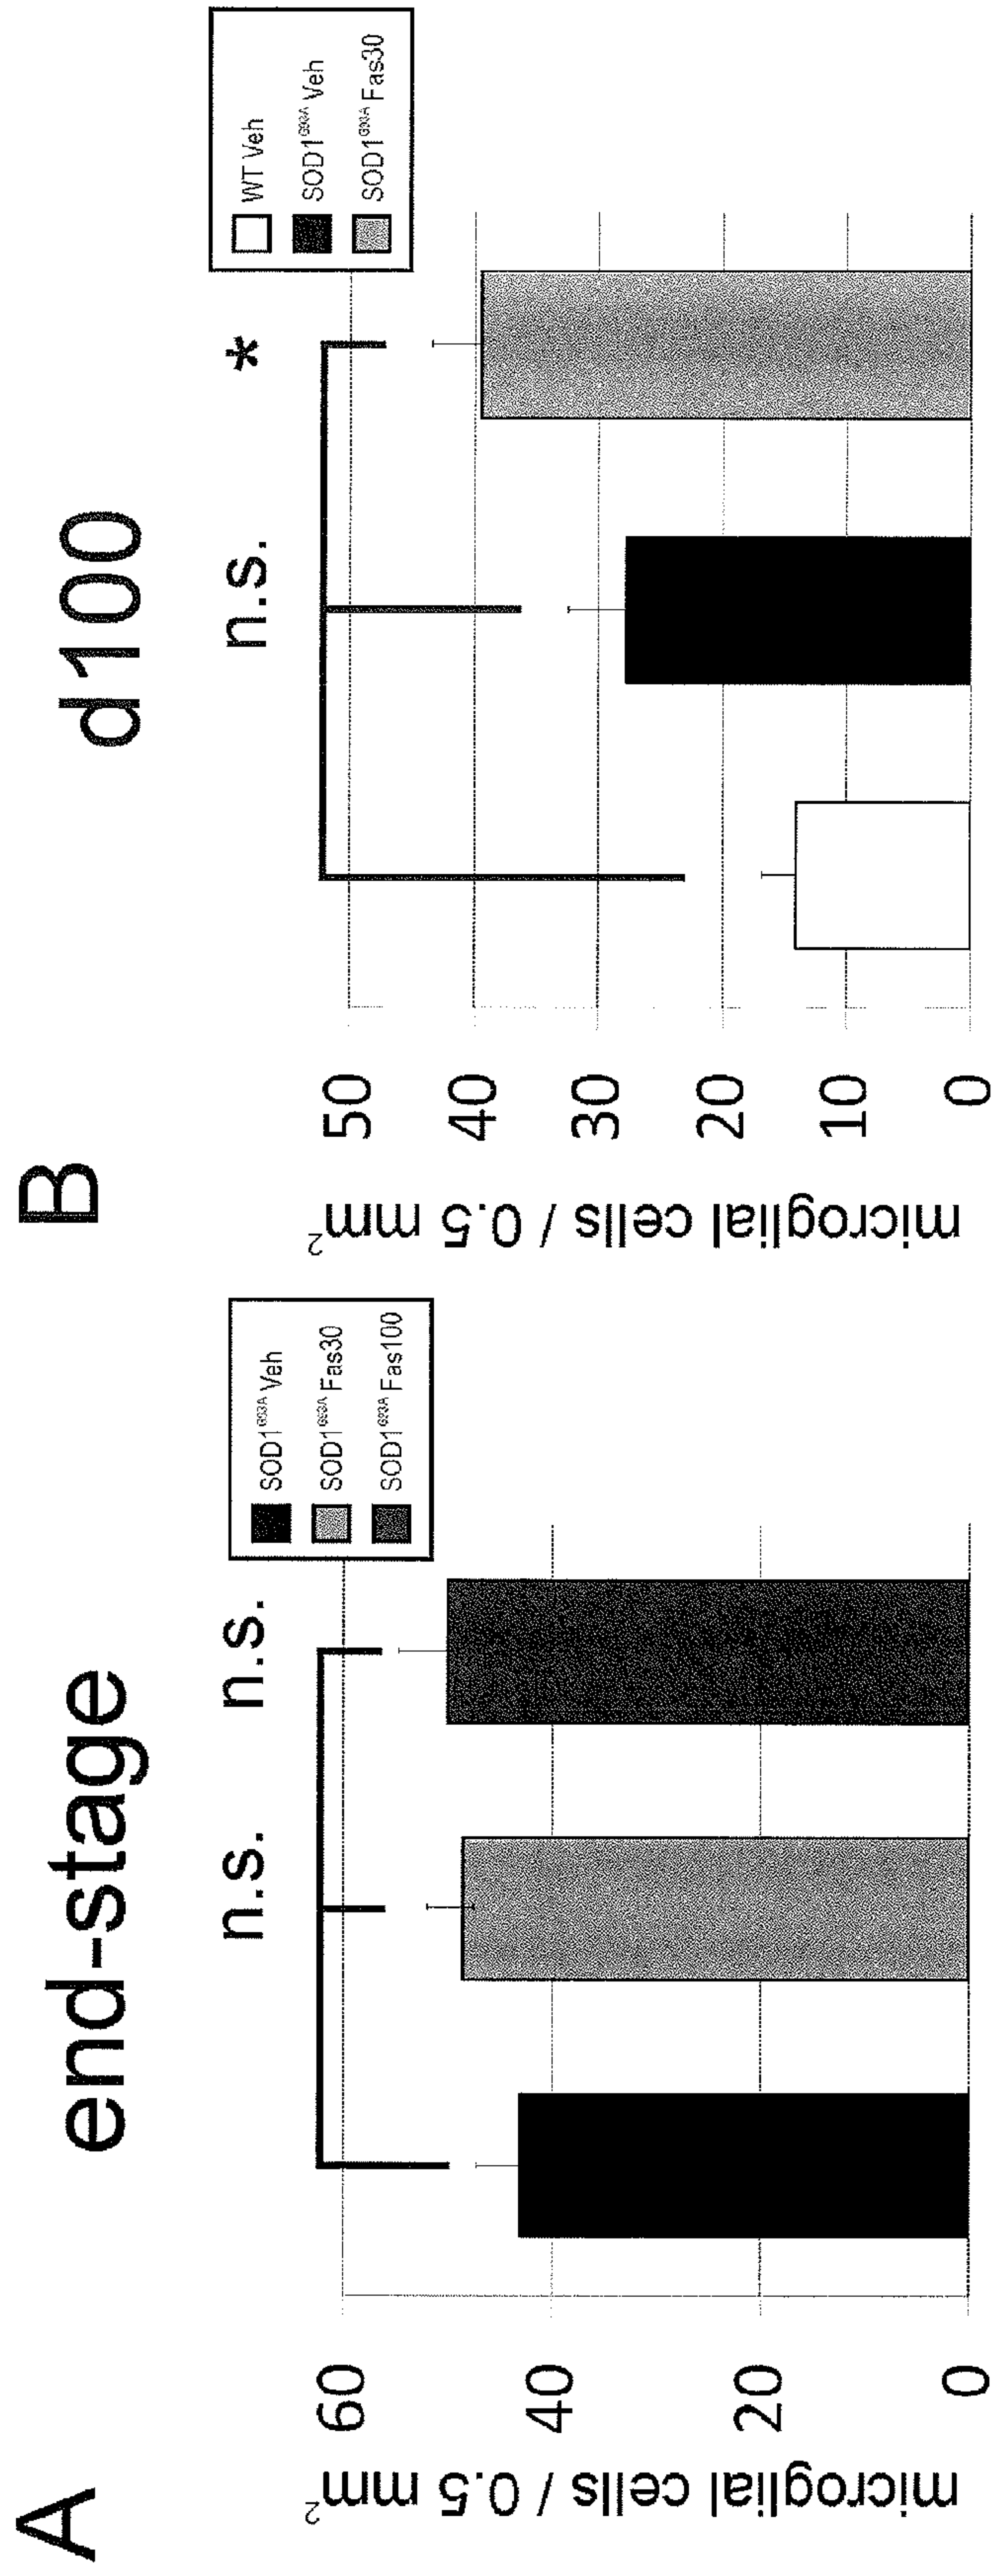 A
end-stage
microglial cells / 0.5 mm²
60
40
20
0
n.s.
n.s.
SOD1ᴳ⁹³ᴬ Veh
SOD1ᴳ⁹³ᴬ Fas30
SOD1ᴳ⁹³ᴬ Fas100
B
d100
microglial cells / 0.5 mm²
50
40
30
20
10
0
n.s.
*
WT Veh
SOD1ᴳ⁹³ᴬ Veh
SOD1ᴳ⁹³ᴬ Fas30